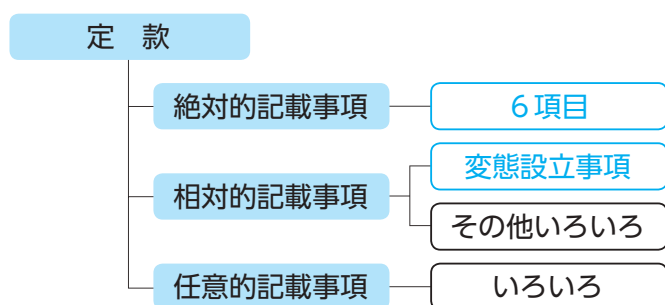 定　款
絶対的記載事項
６項目
相対的記載事項
変態設立事項
その他いろいろ
任意的記載事項
いろいろ